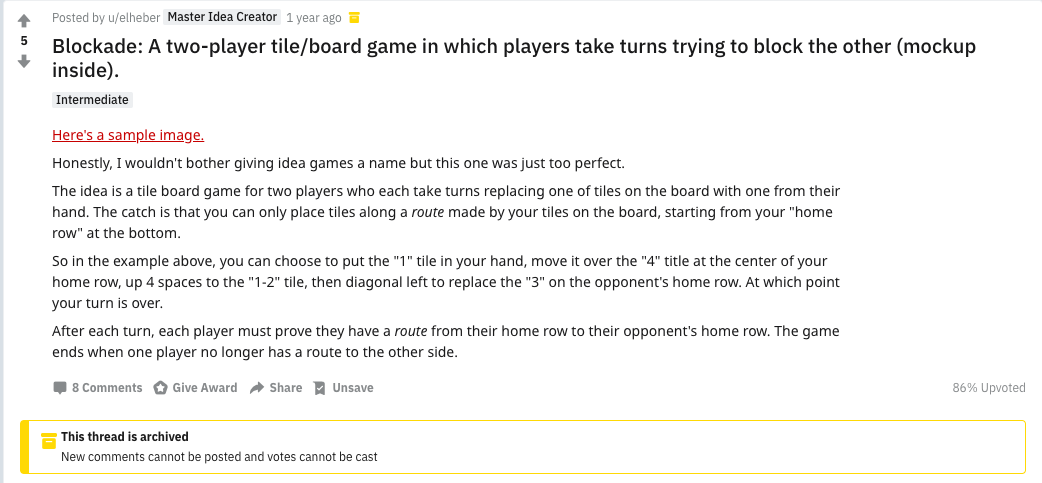 Posted by u/elheber Master Idea Creator 1 year ago
5
Blockade: A two-player tile/board game in which players take turns trying to block the other (mockup
inside).
Intermediate
Here's a sample image.
Honestly, I wouldn't bother giving idea games a name but this one was just too perfect.
The idea is a tile board game for two players who each take turns replacing one of tiles on the board with one from their
hand. The catch is that you can only place tiles along a route made by your tiles on the board, starting from your "home
row" at the bottom.
So in the example above, you can choose to put the "1" tile in your hand, move it over the "4" title at the center of your
home row, up 4 spaces to the "1-2" tile, then diagonal left to replace the "3" on the opponent's home row. At which point
your turn is over.
After each turn, each player must prove they have a route from their home row to their opponent's home row. The game
ends when one player no longer has a route to the other side.
8 Comments Give Award Share Unsave 86% Upvoted
This thread is archived
New comments cannot be posted and votes cannot be cast